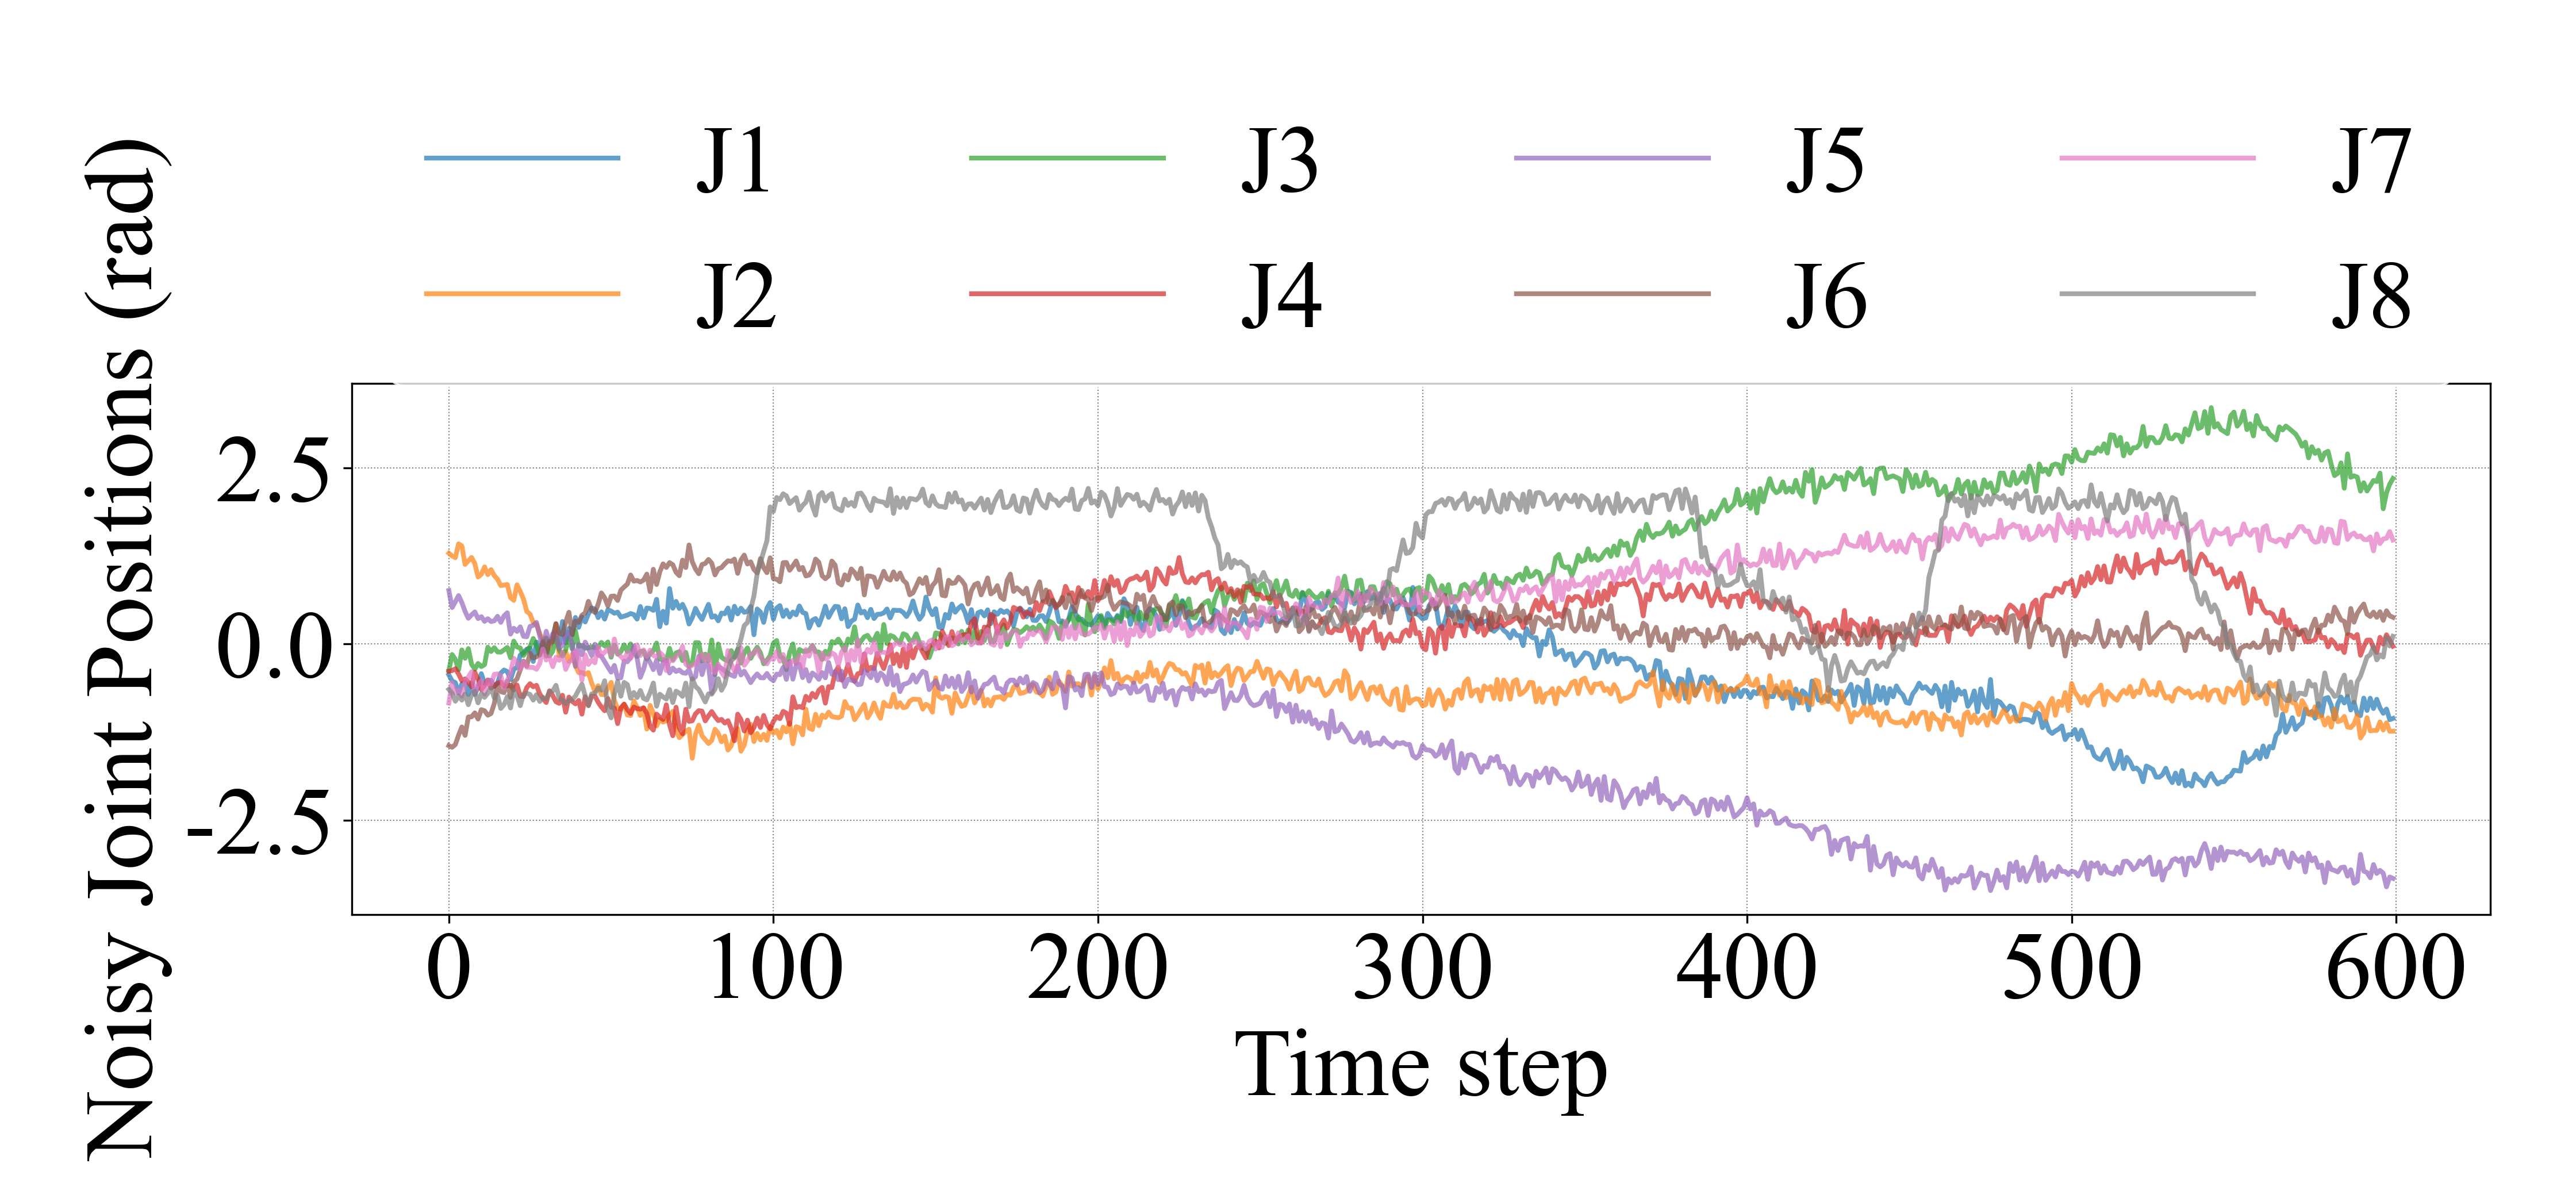 J1 J3 J5 J7
J2 J4 J6 J8
Noisy Joint Positions (rad)
2.5
0.0
-2.5
0 100 200 300 400 500 600
Time step